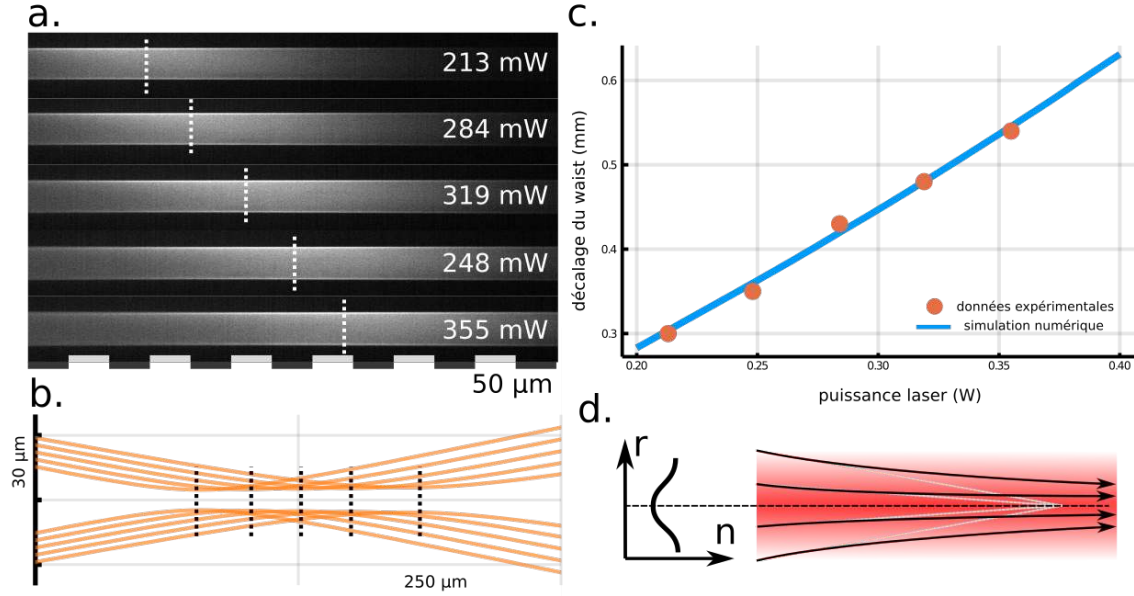 a.
213 mW
284 mW
319 mW
248 mW
355 mW
50 µm
b.
30 µm
250 µm
c.
décalage du waist (mm)
0.6
0.5
0.4
0.3
données expérimentales
simulation numérique
0.20
0.25
0.30
0.35
0.40
puissance laser (W)
d.
r
n